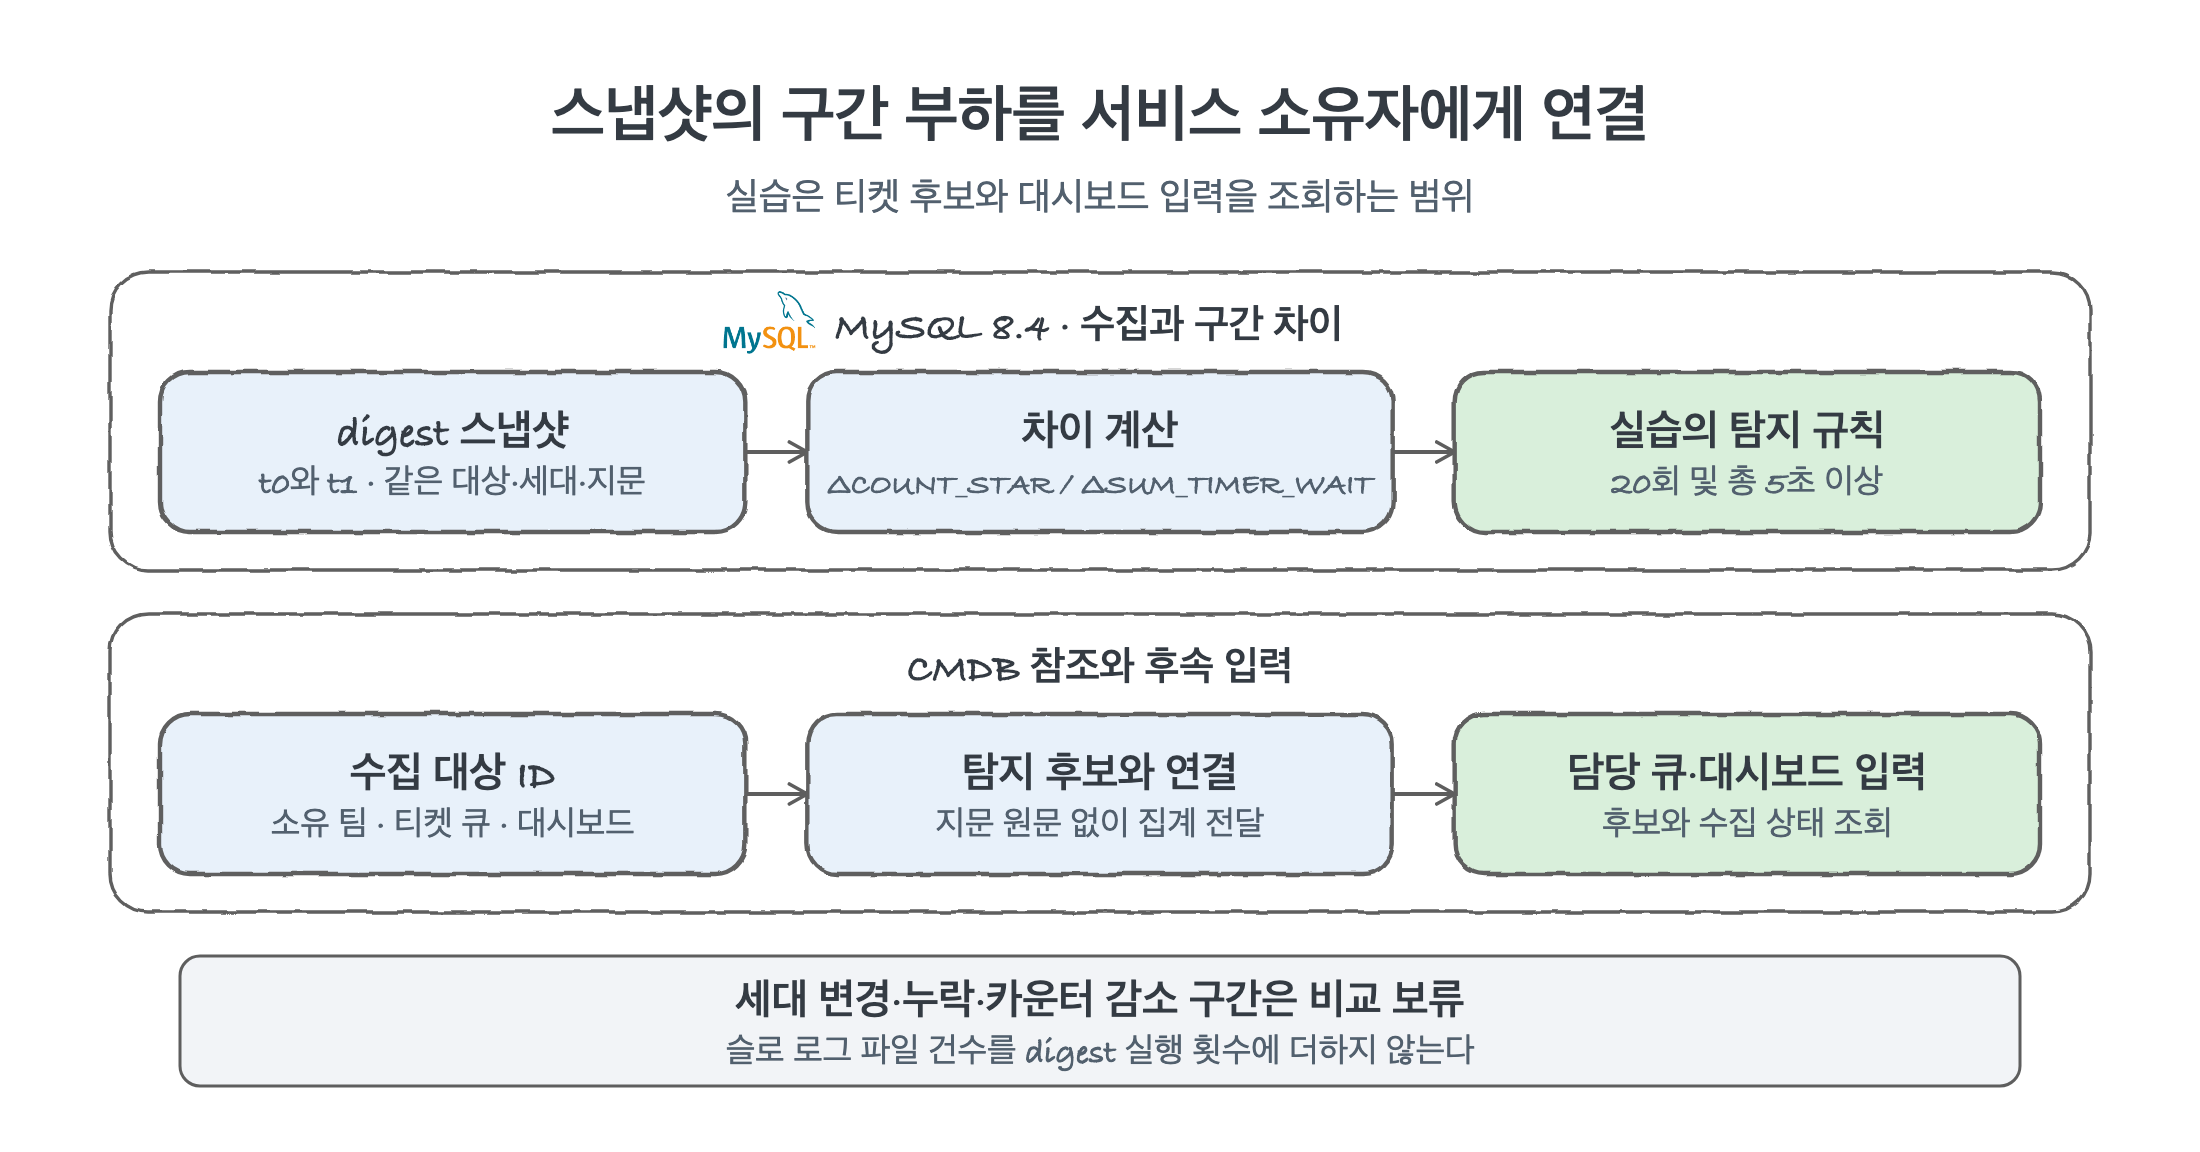 스냅샷의 구간 부하를 서비스 소유자에게 연결
실습은 티켓 후보와 대시보드 입력을 조회하는 범위
MySQL™ MySQL 8.4 · 수집과 구간 차이
digest 스냅샷
t0와 t1 · 같은 대상·세대·지문
차이 계산
ΔCOUNT_STAR / ΔSUM_TIMER_WAIT
실습의 탐지 규칙
20회 및 총 5초 이상
CMDB 참조와 후속 입력
수집 대상 ID
소유 팀 · 티켓 큐 · 대시보드
탐지 후보와 연결
지문 원문 없이 집계 전달
담당 큐·대시보드 입력
후보와 수집 상태 조회
세대 변경·누락·카운터 감소 구간은 비교 보류
슬로 로그 파일 건수를 digest 실행 횟수에 더하지 않는다